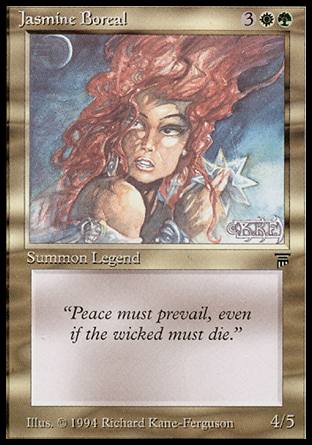 Jasmine Boreal 3
Summon Legend
"Peace must prevail, even
if the wicked must die."
Illus. © 1994 Richard Kane-Ferguson 4/5